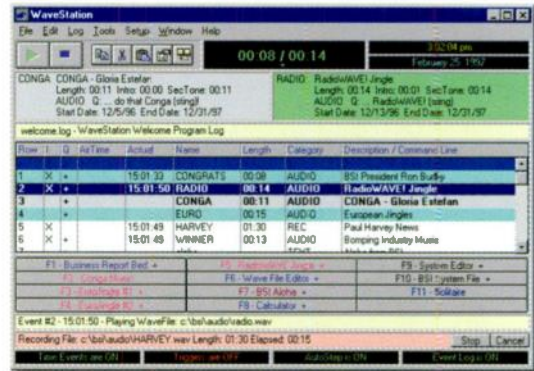 WaveStation
File Edit Log Tools Setup Window Help
00:08 / 00:14
3:02:04 pm
February 25, 1997
CONGA: CONGA - Gloria Estefan
Length: 00:11 Intro: 00:00 SecTone: 00:11
AUDIO Q: ... do that Conga (sting)!
Start Date: 12/5/96 End Date: 12/31/97
RADIO: RadioWAVE! Jingle
Length: 00:14 Intro: 00:01 SecTone: 00:14
AUDIO Q: ... RadioWAVE! (song)
Start Date: 12/13/96 End Date: 12/31/97
welcome.log - WaveStation Welcome Program Log
Row I Q AirTime Actual Name Length Category Description / Command Line
1 X + 15:01:33 CONGRATS 00:08 AUDIO BSI President Ron Burley
2 X + 15:01:50 RADIO 00:14 AUDIO RadioWAVE! Jingle
3 + CONGA 00:11 AUDIO CONGA - Gloria Estefan
4 + EURO 00:15 AUDIO European Jingles
5 X 15:01:49 HARVEY 01:30 REC Paul Harvey News
6 X + 15:01:49 WINNER 00:13 AUDIO Bomping Industry Music
F1 - Business Report Bed + F5 - RadioWAVE Jingle + F9 - System Editor +
F6 - Wave File Editor + F10 - BSI System File +
F7 - BSI Aloha + F11 - Solitaire
F8 - Calculator +
Event #2 - 15:01:50 - Playing WaveFile: c:\bsi\audio\radio.wav
Recording File: c:\bsi\audio\HARVEY.wav Length: 01:30 Elapsed: 00:15 Stop Cancel
Time Events are ON Triggers are OFF AutoStep is ON Event Log is ON